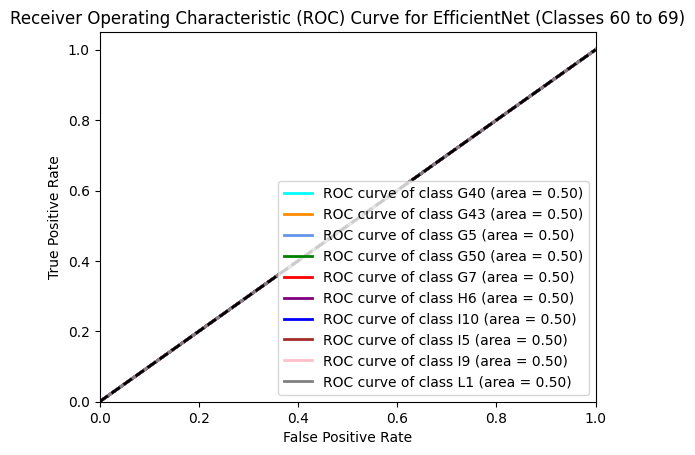 Receiver Operating Characteristic (ROC) Curve for EfficientNet (Classes 60 to 69)
1.0
0.8
0.6
0.4
0.2
0.0
True Positive Rate
ROC curve of class G40 (area = 0.50)
ROC curve of class G43 (area = 0.50)
ROC curve of class G5 (area = 0.50)
ROC curve of class G50 (area = 0.50)
ROC curve of class G7 (area = 0.50)
ROC curve of class H6 (area = 0.50)
ROC curve of class I10 (area = 0.50)
ROC curve of class I5 (area = 0.50)
ROC curve of class I9 (area = 0.50)
ROC curve of class L1 (area = 0.50)
0.0 0.2 0.4 0.6 0.8 1.0
False Positive Rate